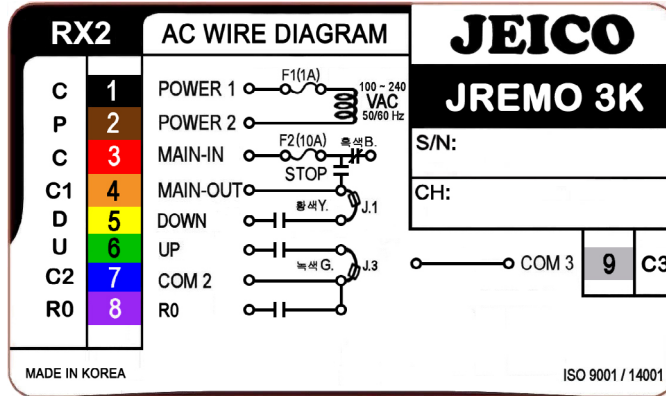 RX2 AC WIRE DIAGRAM JEICO
JREMO 3K
C 1 POWER 1 F1(1A) 100 ~ 240
VAC
P 2 POWER 2 50/60 Hz
C 3 MAIN-IN F2(10A) 흑색B. S/N:
STOP
C1 4 MAIN-OUT CH:
D 5 DOWN 황색Y. J.1
U 6 UP
C2 7 COM 2 녹색G. J.3 COM 3 9 C3
R0 8 R0
MADE IN KOREA ISO 9001 / 14001